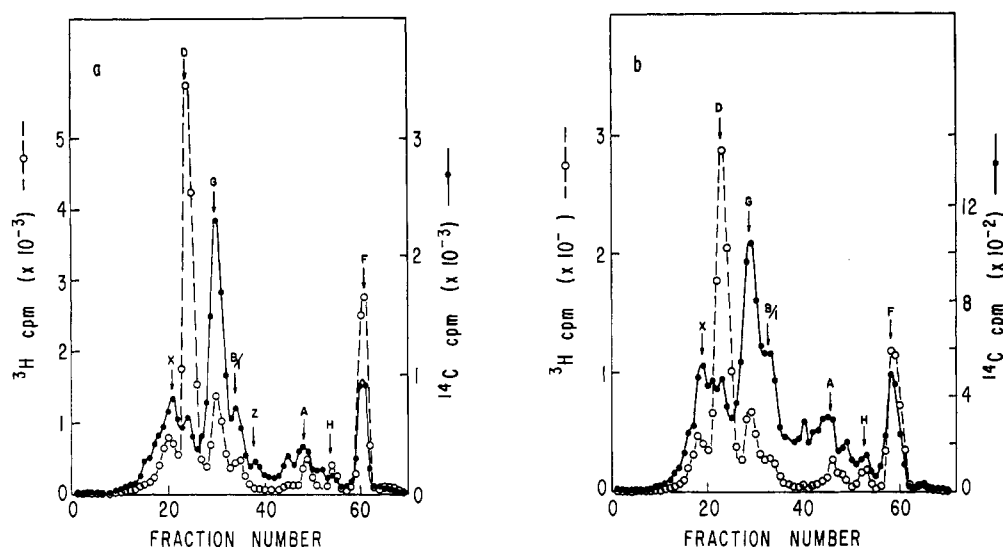 a
D
G
X
B/I
Z
A
H
F
³H cpm (x 10⁻³)
5
4
3
2
1
0
¹⁴C cpm (x 10⁻³)
3
2
1
0
0 20 40 60
FRACTION NUMBER
b
D
G
X
B/I
A
H
F
³H cpm (x 10⁻)
3
2
1
0
¹⁴C cpm (x 10⁻²)
12
8
4
0
0 20 40 60
FRACTION NUMBER